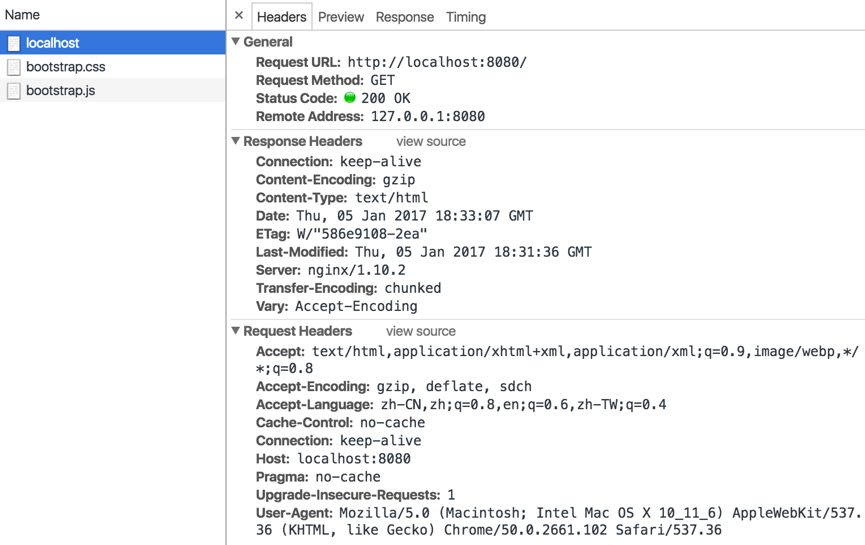 Name
localhost
bootstrap.css
bootstrap.js
× Headers Preview Response Timing
▼ General
Request URL: http://localhost:8080/
Request Method: GET
Status Code: 200 OK
Remote Address: 127.0.0.1:8080
▼ Response Headers view source
Connection: keep-alive
Content-Encoding: gzip
Content-Type: text/html
Date: Thu, 05 Jan 2017 18:33:07 GMT
ETag: W/"586e9108-2ea"
Last-Modified: Thu, 05 Jan 2017 18:31:36 GMT
Server: nginx/1.10.2
Transfer-Encoding: chunked
Vary: Accept-Encoding
▼ Request Headers view source
Accept: text/html,application/xhtml+xml,application/xml;q=0.9,image/webp,*/
*;q=0.8
Accept-Encoding: gzip, deflate, sdch
Accept-Language: zh-CN,zh;q=0.8,en;q=0.6,zh-TW;q=0.4
Cache-Control: no-cache
Connection: keep-alive
Host: localhost:8080
Pragma: no-cache
Upgrade-Insecure-Requests: 1
User-Agent: Mozilla/5.0 (Macintosh; Intel Mac OS X 10_11_6) AppleWebKit/537.
36 (KHTML, like Gecko) Chrome/50.0.2661.102 Safari/537.36